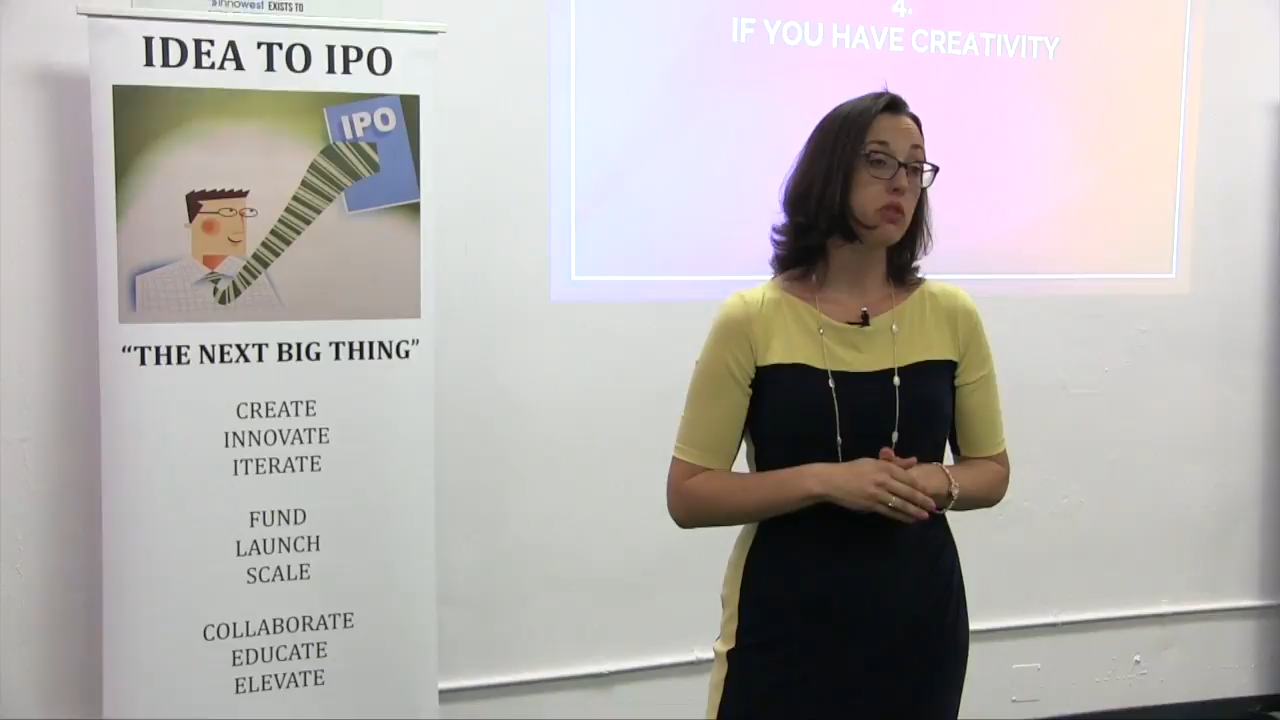 innowest EXISTS TO
IDEA TO IPO
IPO
“THE NEXT BIG THING”
CREATE
INNOVATE
ITERATE
FUND
LAUNCH
SCALE
COLLABORATE
EDUCATE
ELEVATE
4.
IF YOU HAVE CREATIVITY